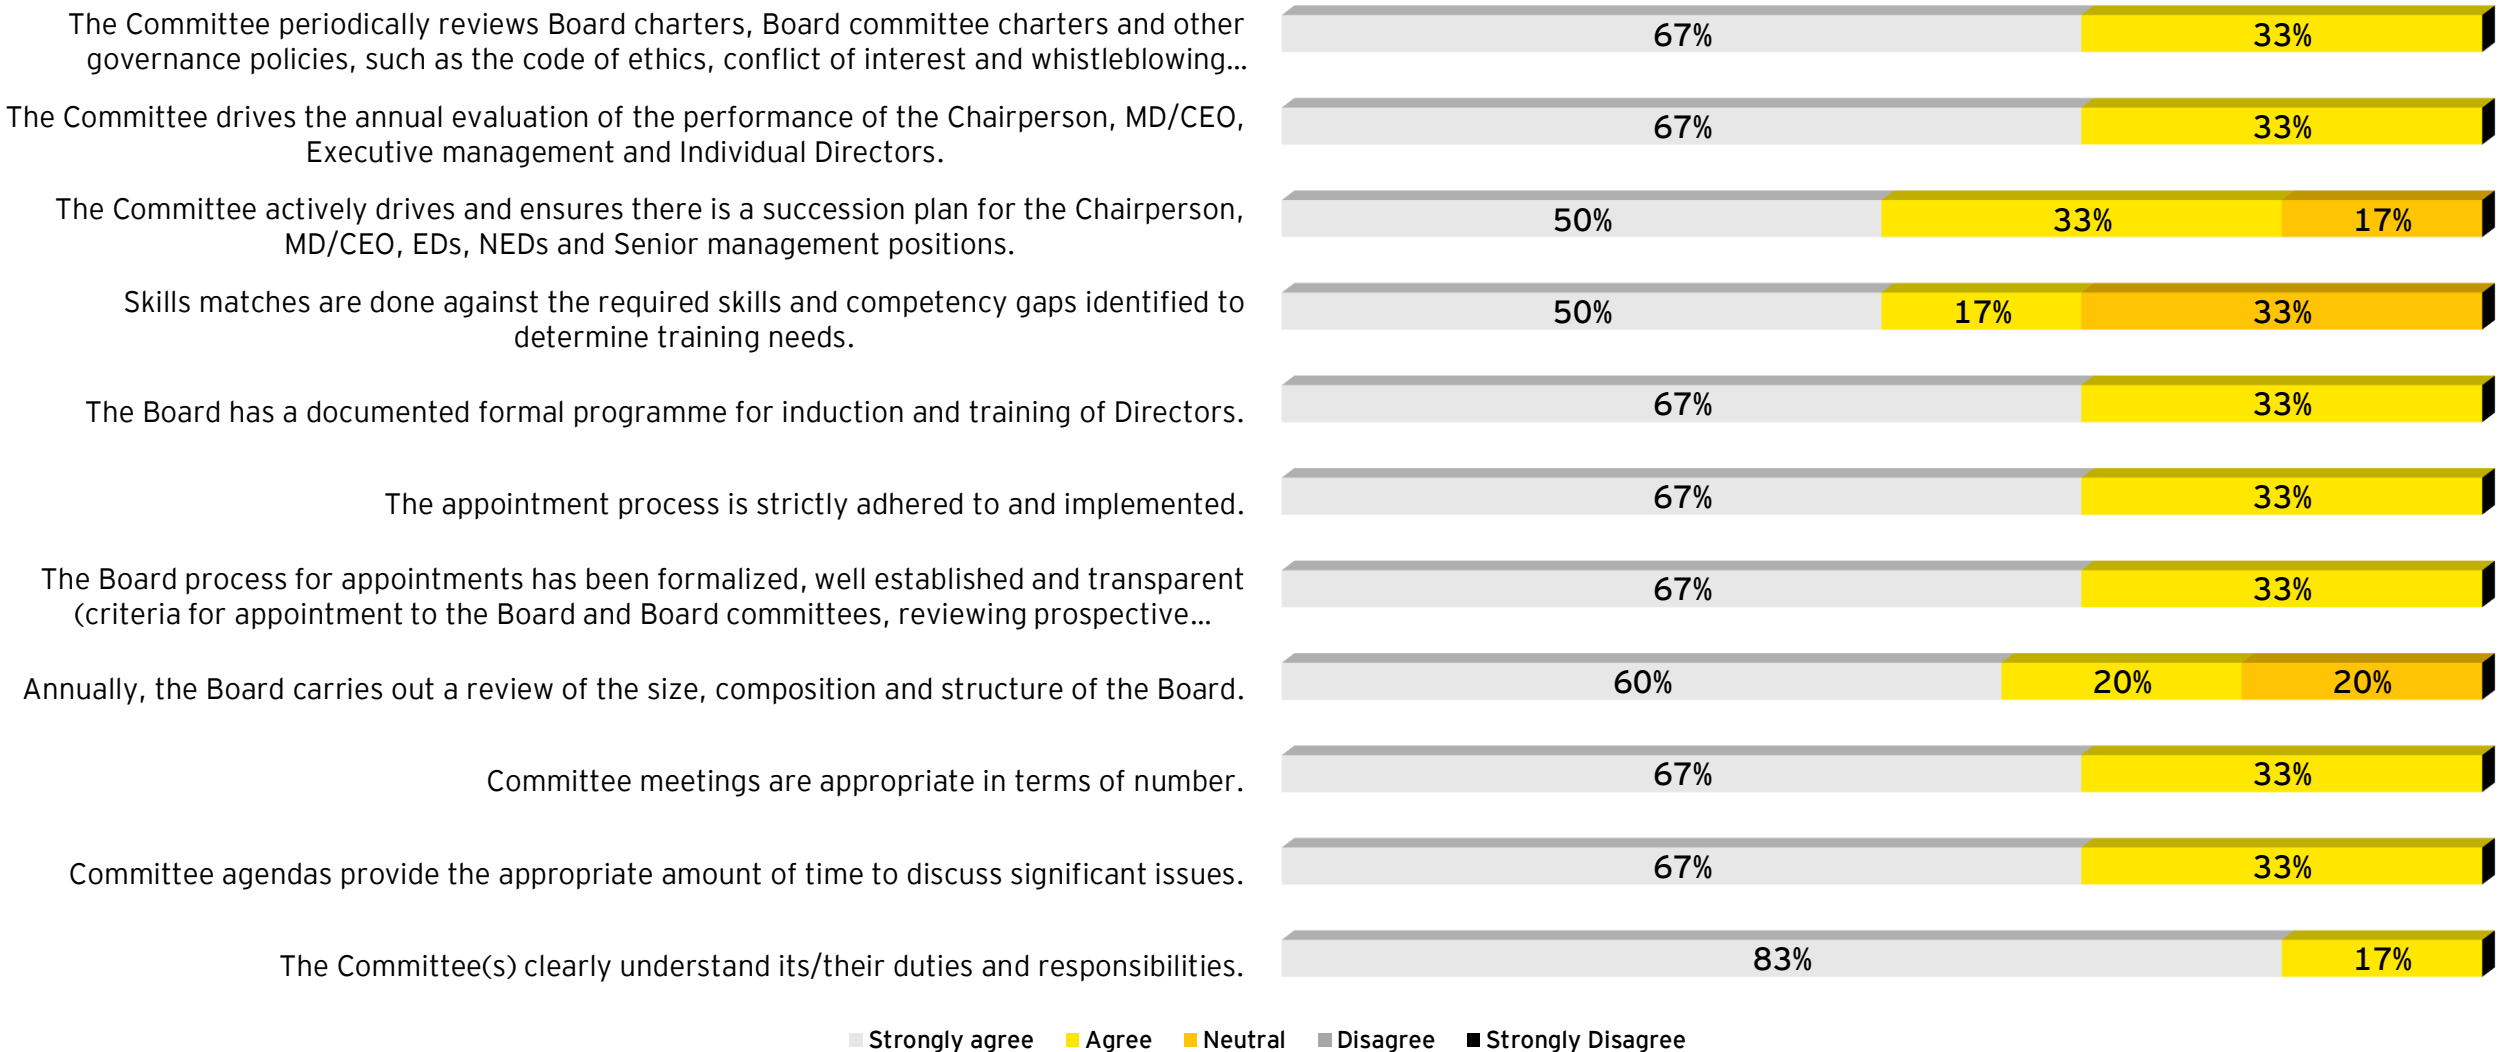 The Committee periodically reviews Board charters, Board committee charters and other
governance policies, such as the code of ethics, conflict of interest and whistleblowing...
67% 33%
The Committee drives the annual evaluation of the performance of the Chairperson, MD/CEO,
Executive management and Individual Directors.
67% 33%
The Committee actively drives and ensures there is a succession plan for the Chairperson,
MD/CEO, EDs, NEDs and Senior management positions.
50% 33% 17%
Skills matches are done against the required skills and competency gaps identified to
determine training needs.
50% 17% 33%
The Board has a documented formal programme for induction and training of Directors.
67% 33%
The appointment process is strictly adhered to and implemented.
67% 33%
The Board process for appointments has been formalized, well established and transparent
(criteria for appointment to the Board and Board committees, reviewing prospective...
67% 33%
Annually, the Board carries out a review of the size, composition and structure of the Board.
60% 20% 20%
Committee meetings are appropriate in terms of number.
67% 33%
Committee agendas provide the appropriate amount of time to discuss significant issues.
67% 33%
The Committee(s) clearly understand its/their duties and responsibilities.
83% 17%
Strongly agree Agree Neutral Disagree Strongly Disagree